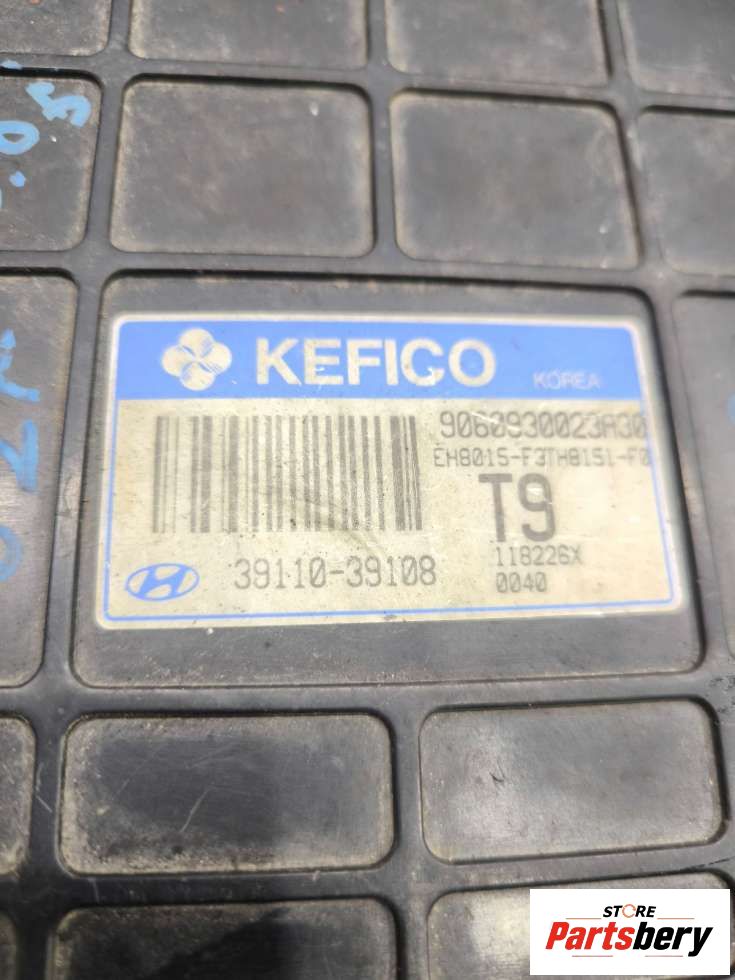 KEFICO
KOREA
9060930023A30
EH8015-F3TH8151-F0
T9
118226X
39110-39108
0040
STORE
Partsbery